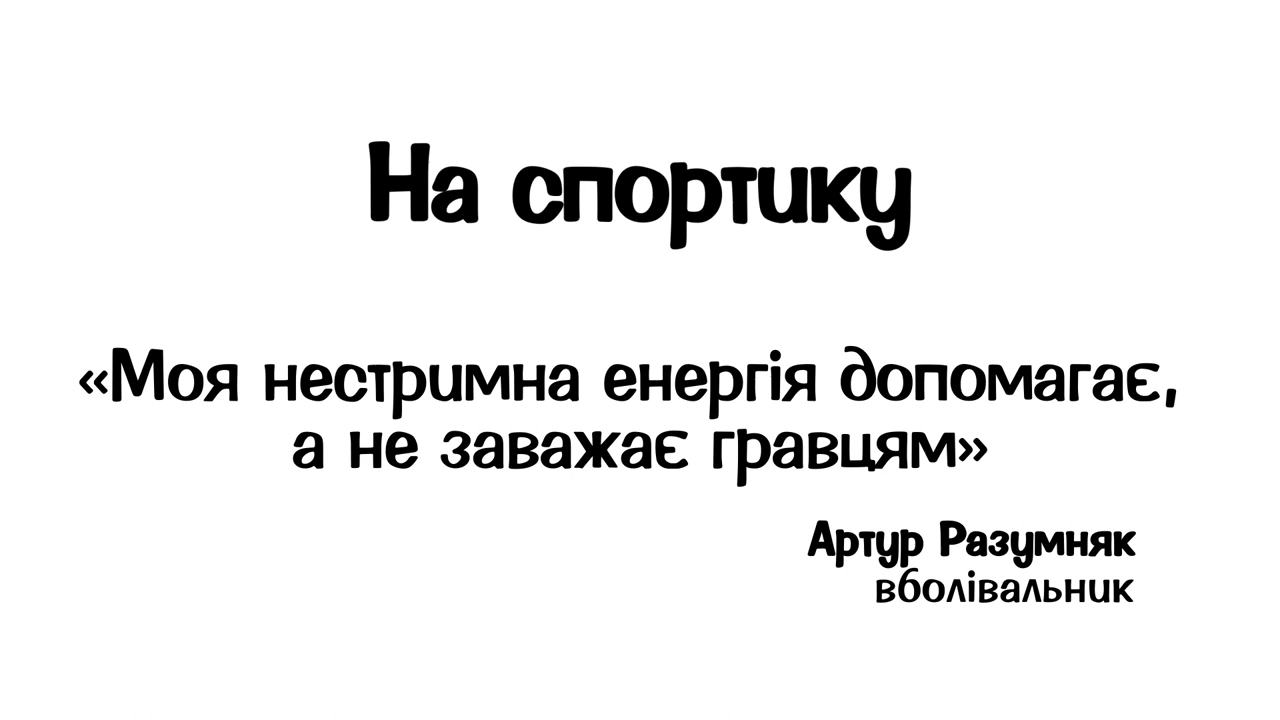 На спортику
«Моя нестримна енергія допомагає,
а не заважає гравцям»
Артур Разумняк
вболівальник